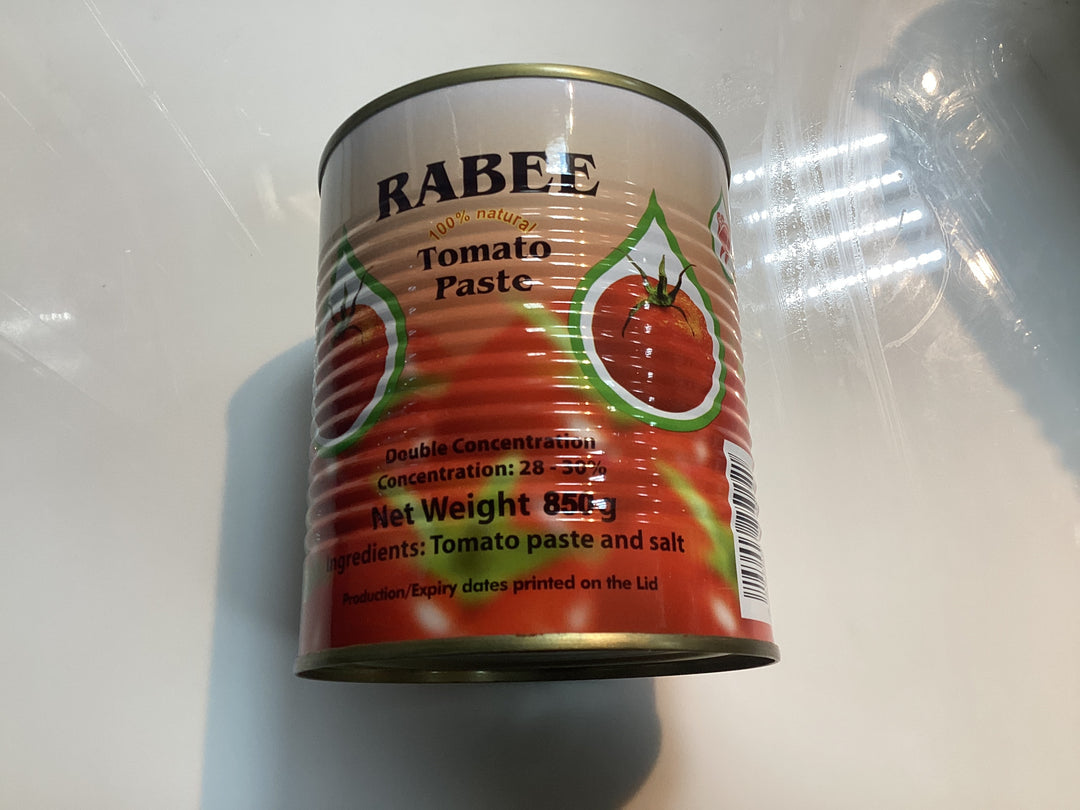 RABEE
100% natural
Tomato
Paste
Double Concentration
Concentration: 28 - 30%
Net Weight 850 g
Ingredients: Tomato paste and salt
Production/Expiry dates printed on the Lid